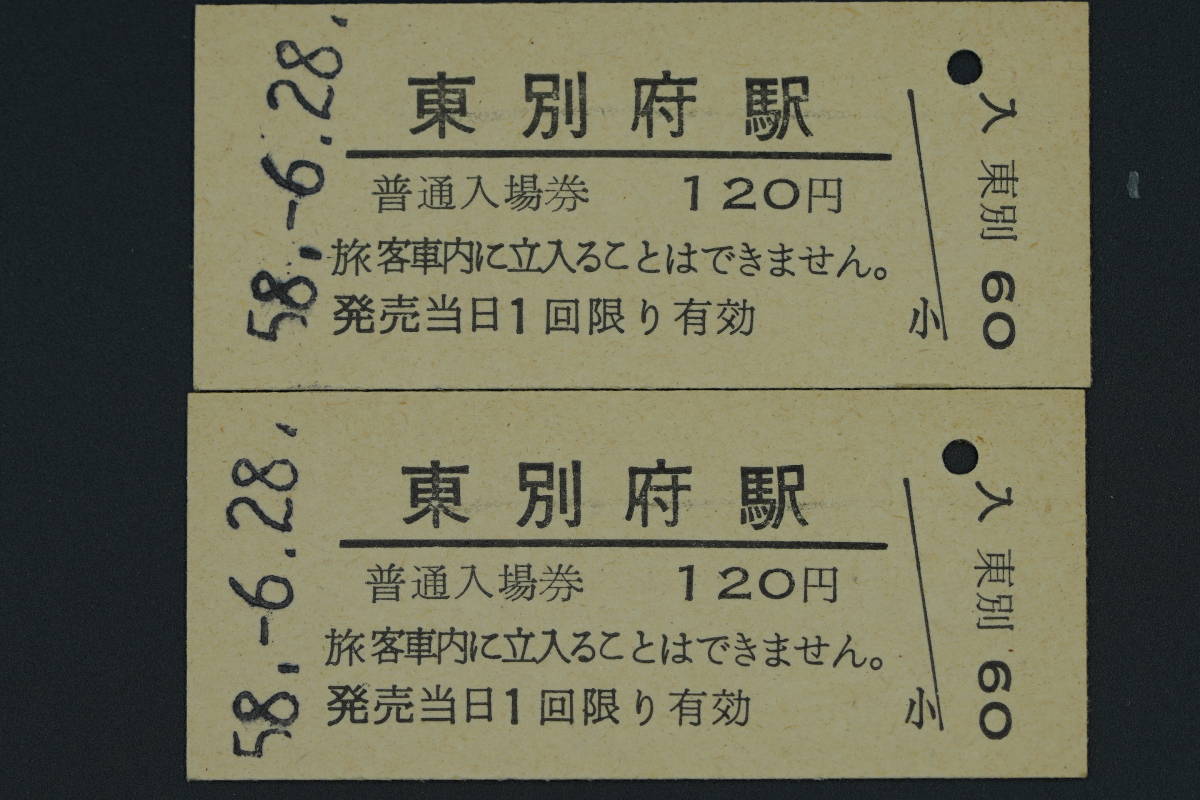 58.-6.28.
東別府駅
普通入場券 120円
旅客車内に立入ることはできません。
発売当日1回限り有効
小
入 東別 60
58.-6.28.
東別府駅
普通入場券 120円
旅客車内に立入ることはできません。
発売当日1回限り有効
小
入 東別 60